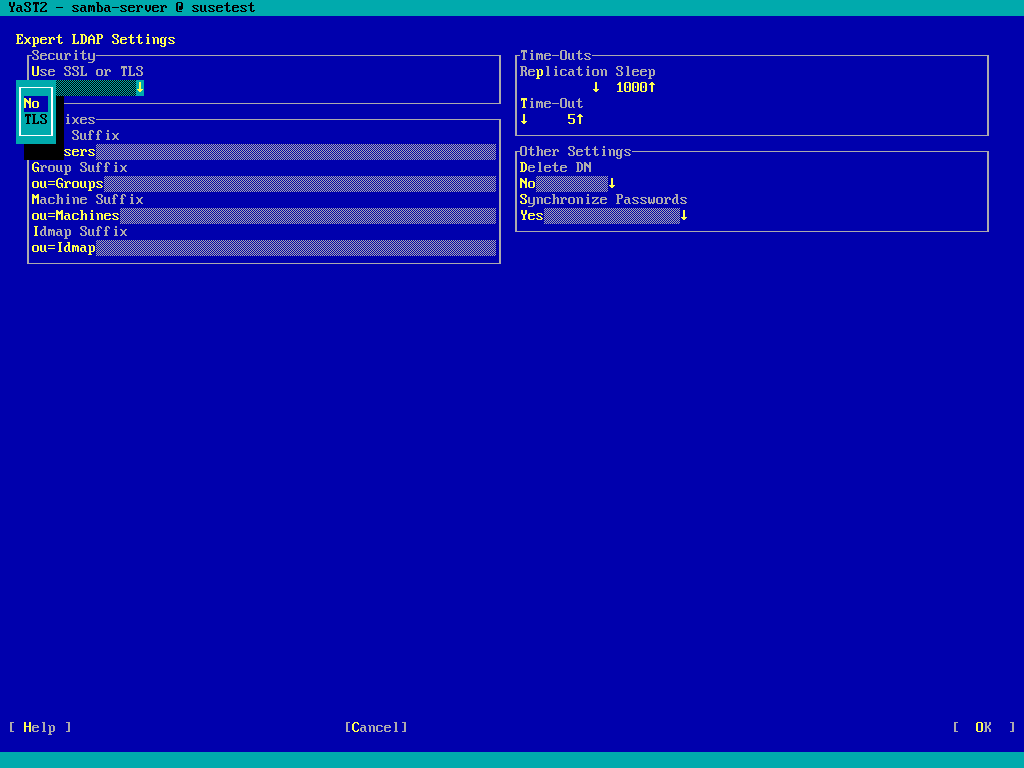 YaST2 - samba-server @ susetest
Expert LDAP Settings
Security
Use SSL or TLS
No
TLS
ixes
Suffix
sers
Group Suffix
ou=Groups
Machine Suffix
ou=Machines
Idmap Suffix
ou=Idmap
Time-Outs
Replication Sleep
↓ 1000↑
Time-Out
↓ 5↑
Other Settings
Delete DN
No ↓
Synchronize Passwords
Yes ↓
[ Help ] [Cancel] [ OK ]